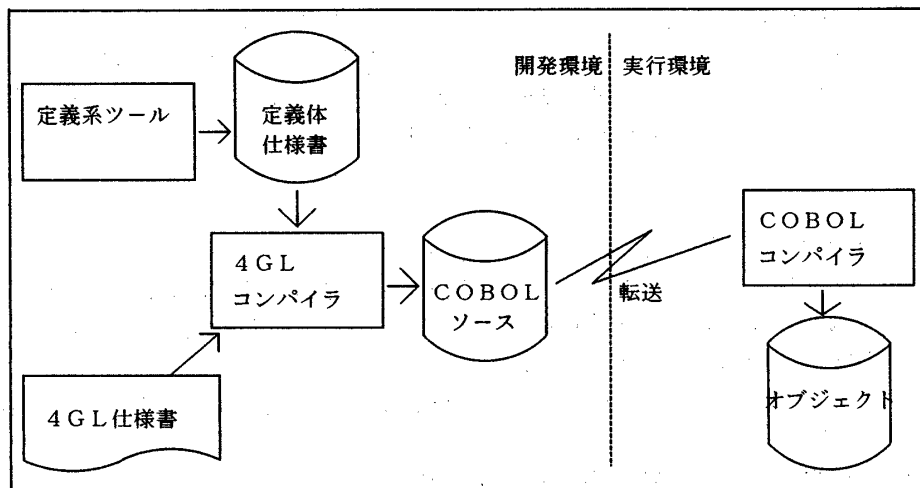 開発環境
実行環境
定義系ツール
定義体
仕様書
4GL
コンパイラ
COBOL
ソース
転送
COBOL
コンパイラ
4GL仕様書
オブジェクト